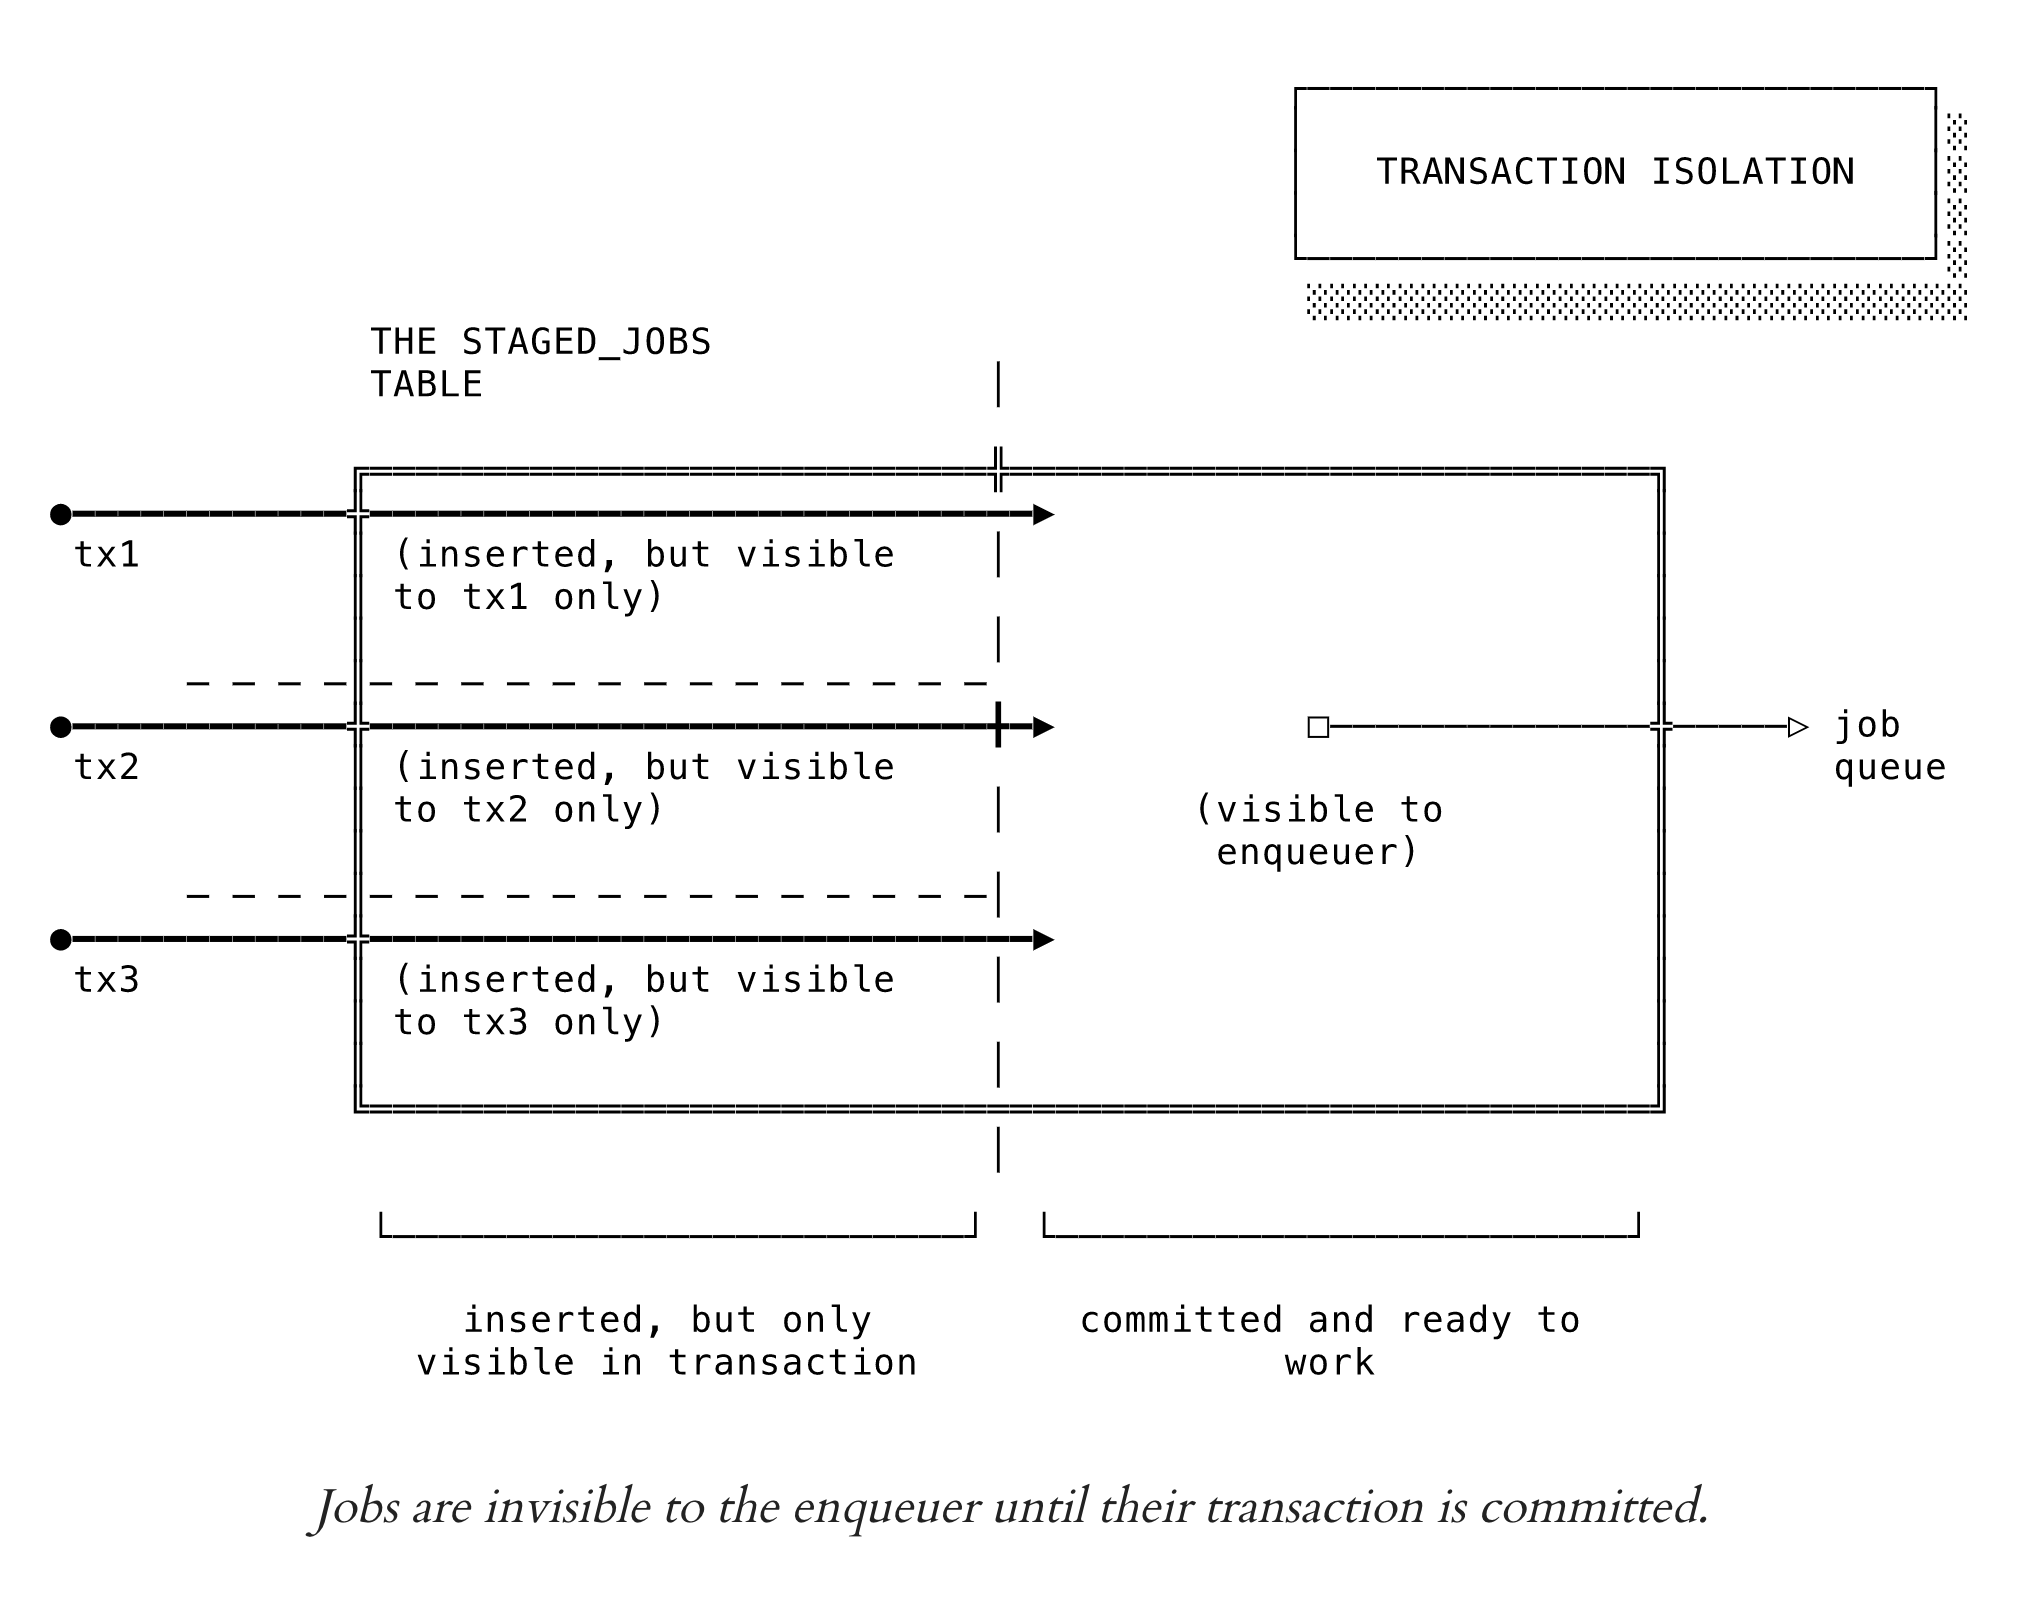 TRANSACTION ISOLATION
THE STAGED_JOBS
TABLE
tx1
(inserted, but visible
to tx1 only)
tx2
(inserted, but visible
to tx2 only)
job
queue
(visible to
enqueuer)
tx3
(inserted, but visible
to tx3 only)
inserted, but only
visible in transaction
committed and ready to
work
Jobs are invisible to the enqueuer until their transaction is committed.